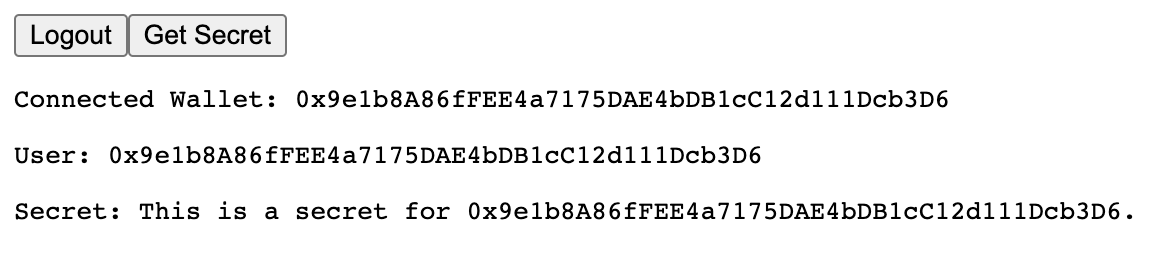 Logout Get Secret
Connected Wallet: 0x9e1b8A86fFEE4a7175DAE4bDB1cC12d111Dcb3D6
User: 0x9e1b8A86fFEE4a7175DAE4bDB1cC12d111Dcb3D6
Secret: This is a secret for 0x9e1b8A86fFEE4a7175DAE4bDB1cC12d111Dcb3D6.